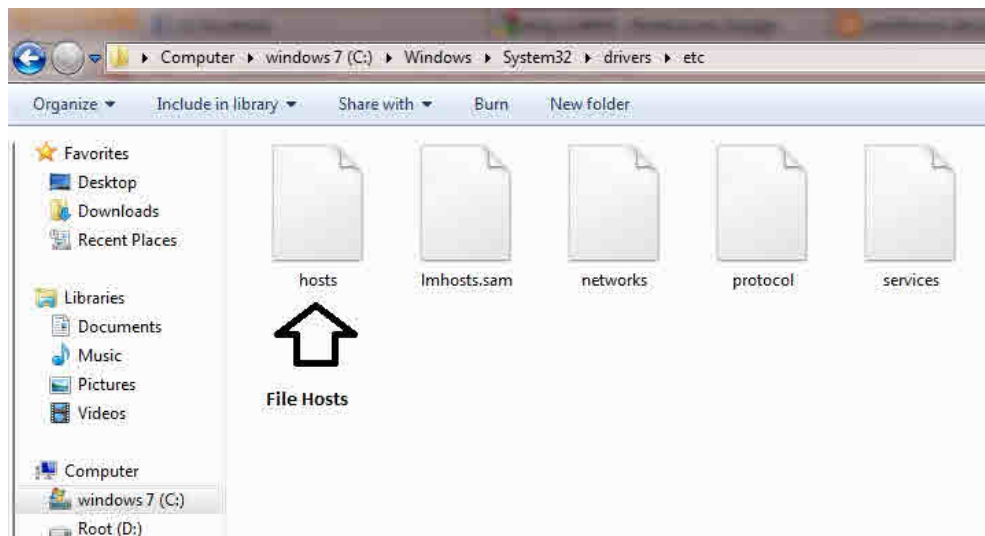 Computer windows 7 (C:) Windows System32 drivers etc
Organize Include in library Share with Burn New folder
Favorites
Desktop
Downloads
Recent Places
Libraries
Documents
Music
Pictures
Videos
Computer
windows 7 (C:)
Root (D:)
hosts lmhosts.sam networks protocol services
File Hosts